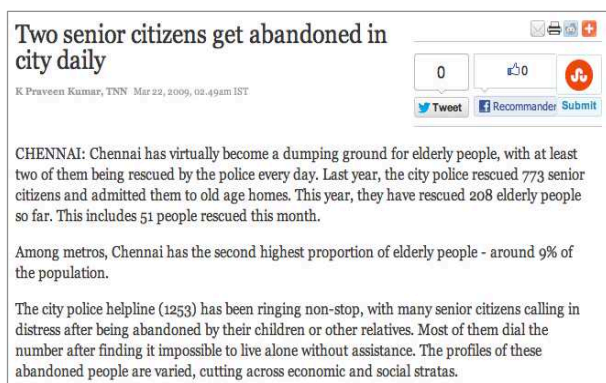 Two senior citizens get abandoned in
city daily
K Praveen Kumar, TNN Mar 22, 2009, 02.49am IST
0
0
Tweet
Recommander
Submit
CHENNAI: Chennai has virtually become a dumping ground for elderly people, with at least
two of them being rescued by the police every day. Last year, the city police rescued 773 senior
citizens and admitted them to old age homes. This year, they have rescued 208 elderly people
so far. This includes 51 people rescued this month.
Among metros, Chennai has the second highest proportion of elderly people - around 9% of
the population.
The city police helpline (1253) has been ringing non-stop, with many senior citizens calling in
distress after being abandoned by their children or other relatives. Most of them dial the
number after finding it impossible to live alone without assistance. The profiles of these
abandoned people are varied, cutting across economic and social stratas.